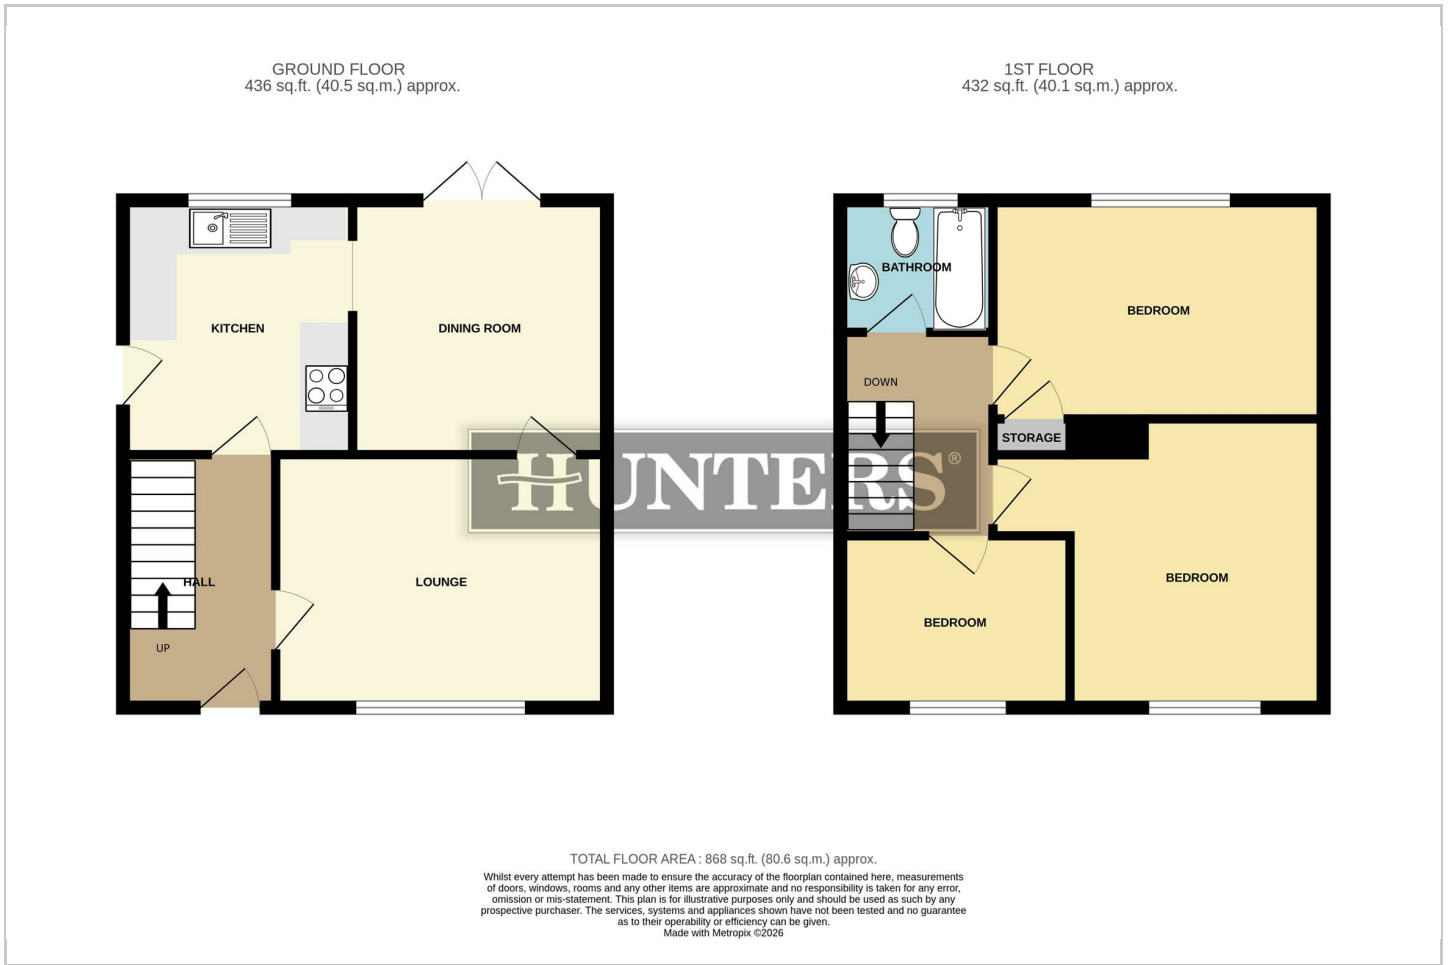 GROUND FLOOR
436 sq.ft. (40.5 sq.m.) approx.
1ST FLOOR
432 sq.ft. (40.1 sq.m.) approx.
KITCHEN
DINING ROOM
HALL
UP
LOUNGE
BATHROOM
BEDROOM
DOWN
STORAGE
BEDROOM
BEDROOM
HUNTERS®
TOTAL FLOOR AREA : 868 sq.ft. (80.6 sq.m.) approx.
Whilst every attempt has been made to ensure the accuracy of the floorplan contained here, measurements
of doors, windows, rooms and any other items are approximate and no responsibility is taken for any error,
omission or mis-statement. This plan is for illustrative purposes only and should be used as such by any
prospective purchaser. The services, systems and appliances shown have not been tested and no guarantee
as to their operability or efficiency can be given.
Made with Metropix ©2026